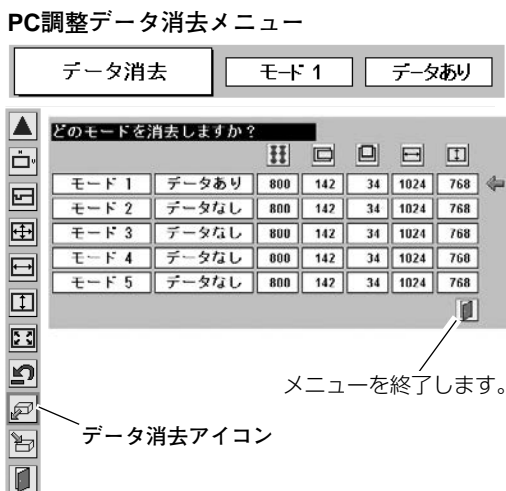 PC調整データ消去メニュー
データ消去 モード 1 データあり
どのモードを消去しますか?
モード 1 データあり 800 142 34 1024 768
モード 2 データなし 800 142 34 1024 768
モード 3 データなし 800 142 34 1024 768
モード 4 データなし 800 142 34 1024 768
モード 5 データなし 800 142 34 1024 768
メニューを終了します。
データ消去アイコン